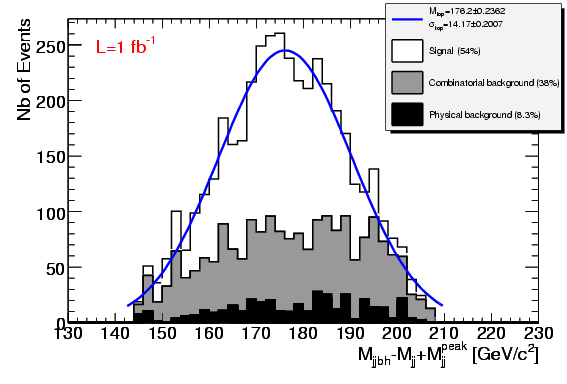 M_top=176.2±0.2362
σ_top=14.17±0.2007
Signal (54%)
Combinatorial background (38%)
Physical background (8.3%)
L=1 fb⁻¹
Nb of Events
250
200
150
100
50
0
130 140 150 160 170 180 190 200 210 220 230
M_jjbh-M_jj+M_jj^peak [GeV/c²]